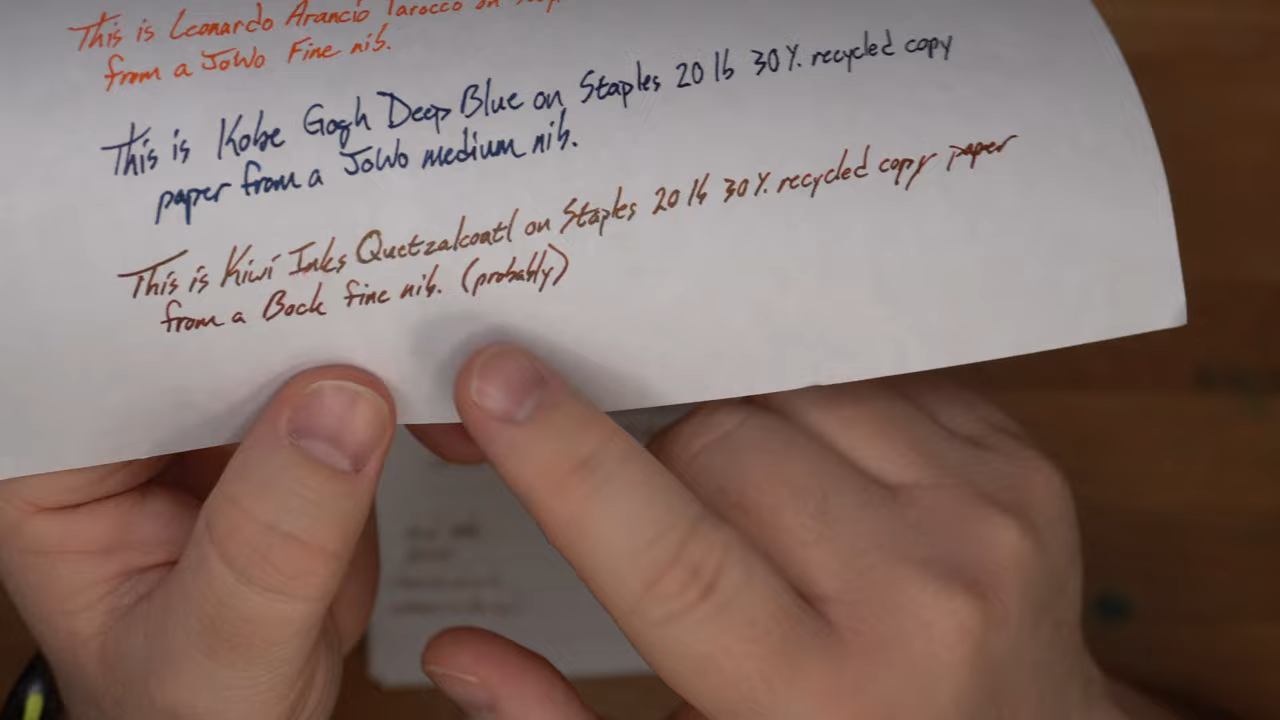 This is Leonardo Arancio Tarocco on
from a JoWo Fine nib.
This is Kobe Gogh Deep Blue on Staples 20 lb 30% recycled copy
paper from a JoWo medium nib.
This is Kiwi Inks Quetzalcoatl on Staples 20 lb 30% recycled copy paper
from a Bock fine nib. (probably)